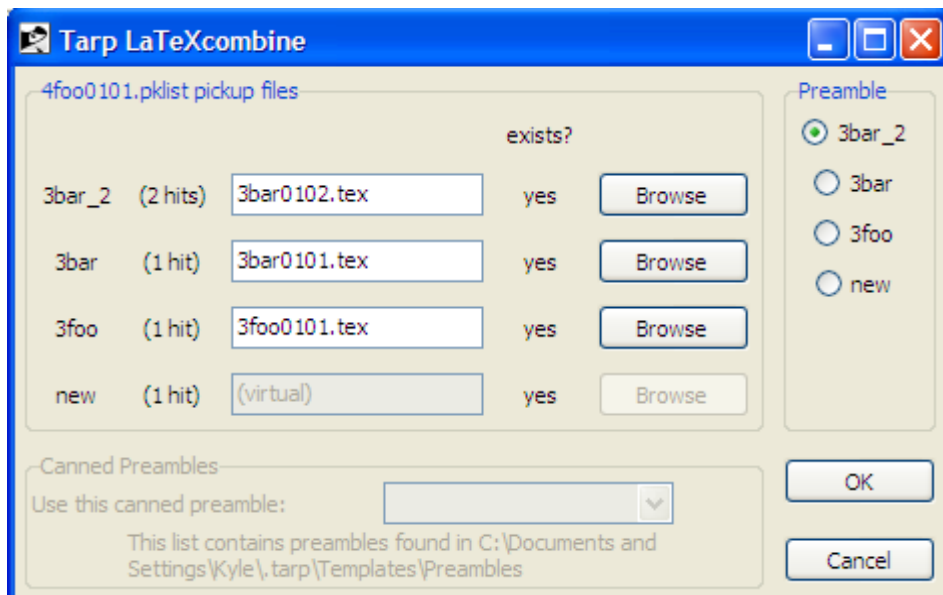 Tarp LaTeXcombine
4foo0101.pklist pickup files
Preamble
exists?
3bar_2 (2 hits) 3bar0102.tex yes Browse
3bar (1 hit) 3bar0101.tex yes Browse
3foo (1 hit) 3foo0101.tex yes Browse
new (1 hit) (virtual) yes Browse
3bar_2
3bar
3foo
new
Canned Preambles
Use this canned preamble:
This list contains preambles found in C:\Documents and
Settings\Kyle\.tarp\Templates\Preambles
OK
Cancel